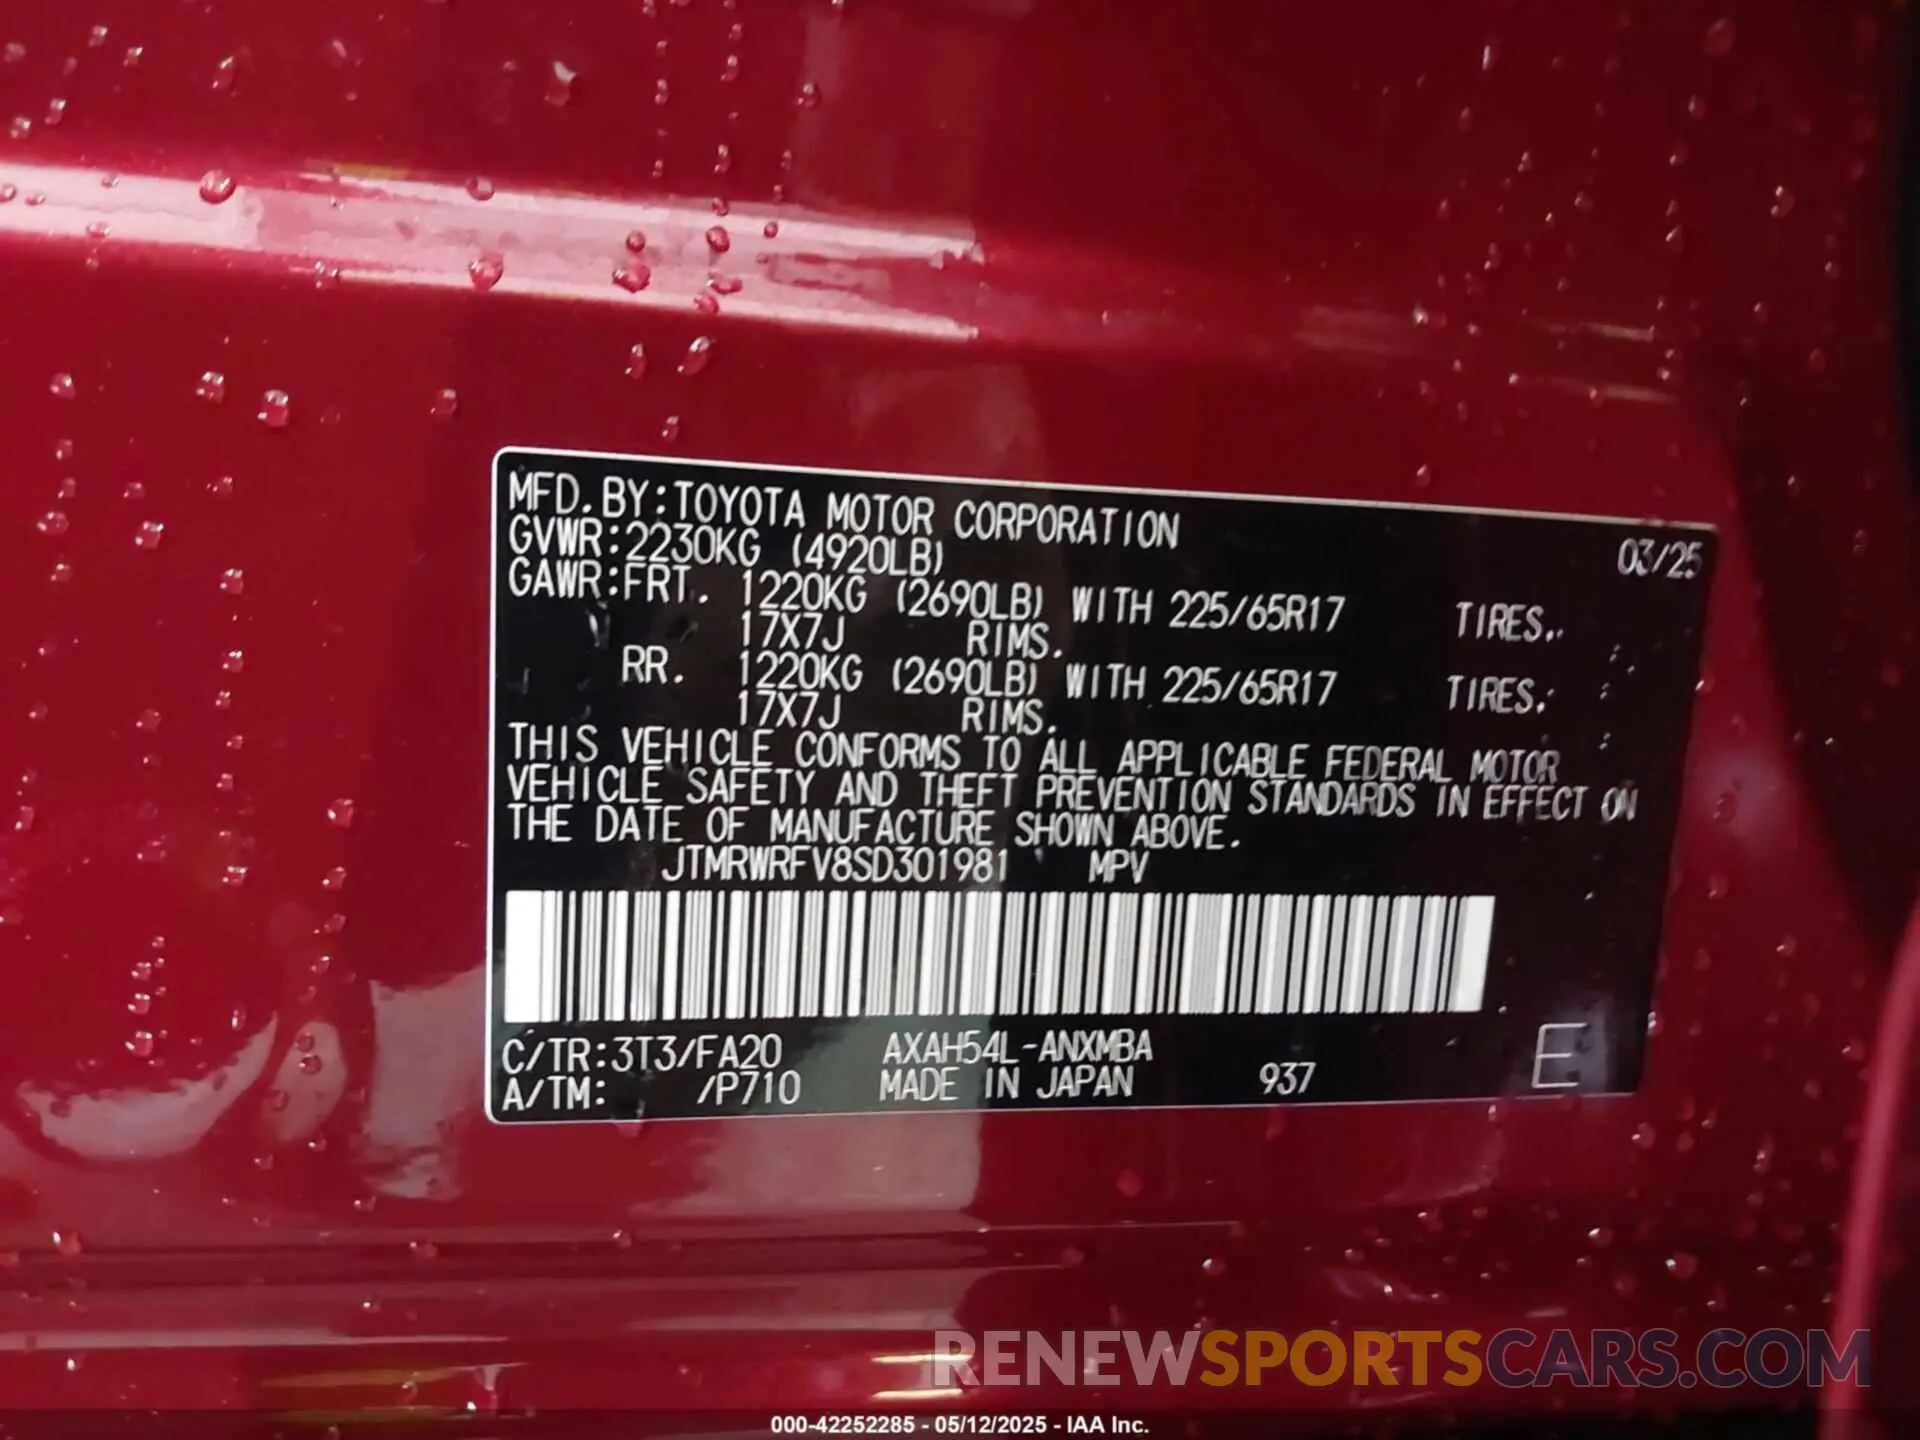 MFD. BY:TOYOTA MOTOR CORPORATION 03/25
GVWR:2230KG (4920LB)
GAWR:FRT. 1220KG (2690LB) WITH 225/65R17 TIRES.
17X7J RIMS.
RR. 1220KG (2690LB) WITH 225/65R17 TIRES.
17X7J RIMS.
THIS VEHICLE CONFORMS TO ALL APPLICABLE FEDERAL MOTOR
VEHICLE SAFETY AND THEFT PREVENTION STANDARDS IN EFFECT ON
THE DATE OF MANUFACTURE SHOWN ABOVE.
JTMRWRFV8SD301981 MPV
C/TR:3T3/FA20 AXAH54L-ANXMBA
A/TM: /P710 MADE IN JAPAN 937 E
RENEWSPORTSCARS.COM
000-42252285 - 05/12/2025 - IAA Inc.